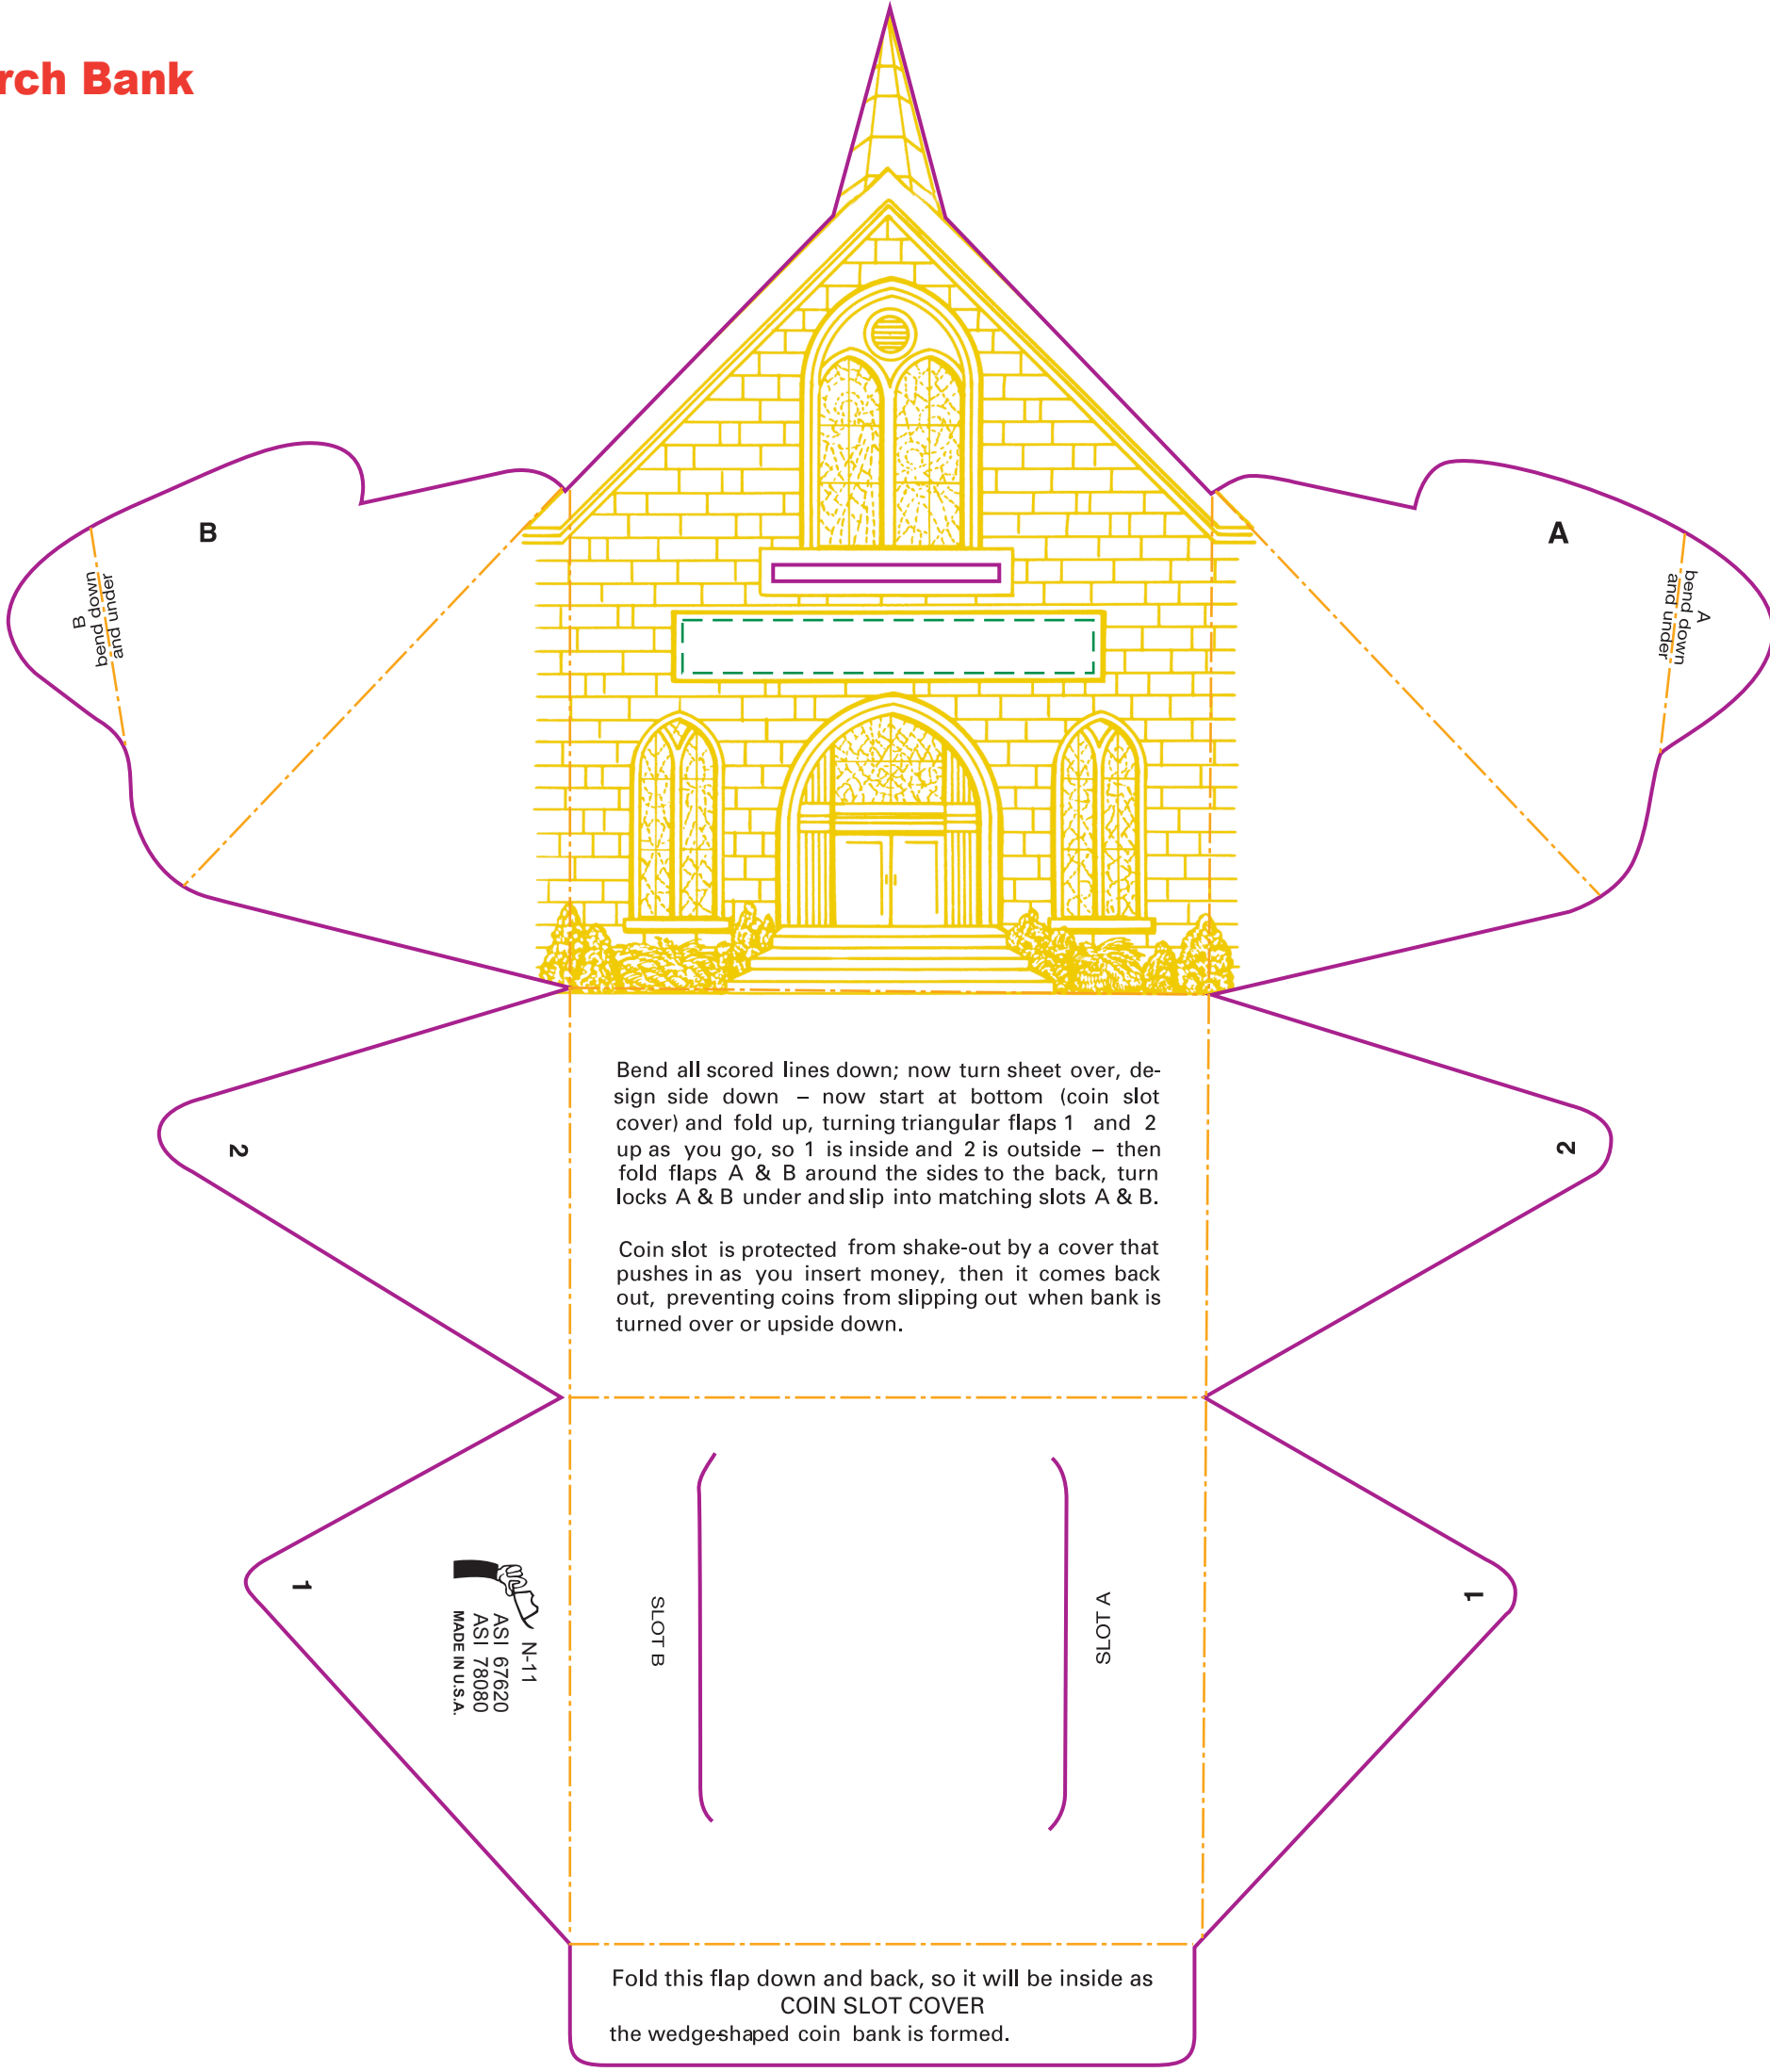 rch Bank
B
A
B
bend down
and under
A
bend down
and under
Bend all scored lines down; now turn sheet over, de-
sign side down – now start at bottom (coin slot
cover) and fold up, turning triangular flaps 1 and 2
up as you go, so 1 is inside and 2 is outside – then
fold flaps A & B around the sides to the back, turn
locks A & B under and slip into matching slots A & B.
Coin slot is protected from shake-out by a cover that
pushes in as you insert money, then it comes back
out, preventing coins from slipping out when bank is
turned over or upside down.
2
2
1
N-11
ASI 67620
ASI 78080
MADE IN U.S.A.
SLOT B
SLOT A
1
Fold this flap down and back, so it will be inside as
COIN SLOT COVER
the wedge-shaped coin bank is formed.